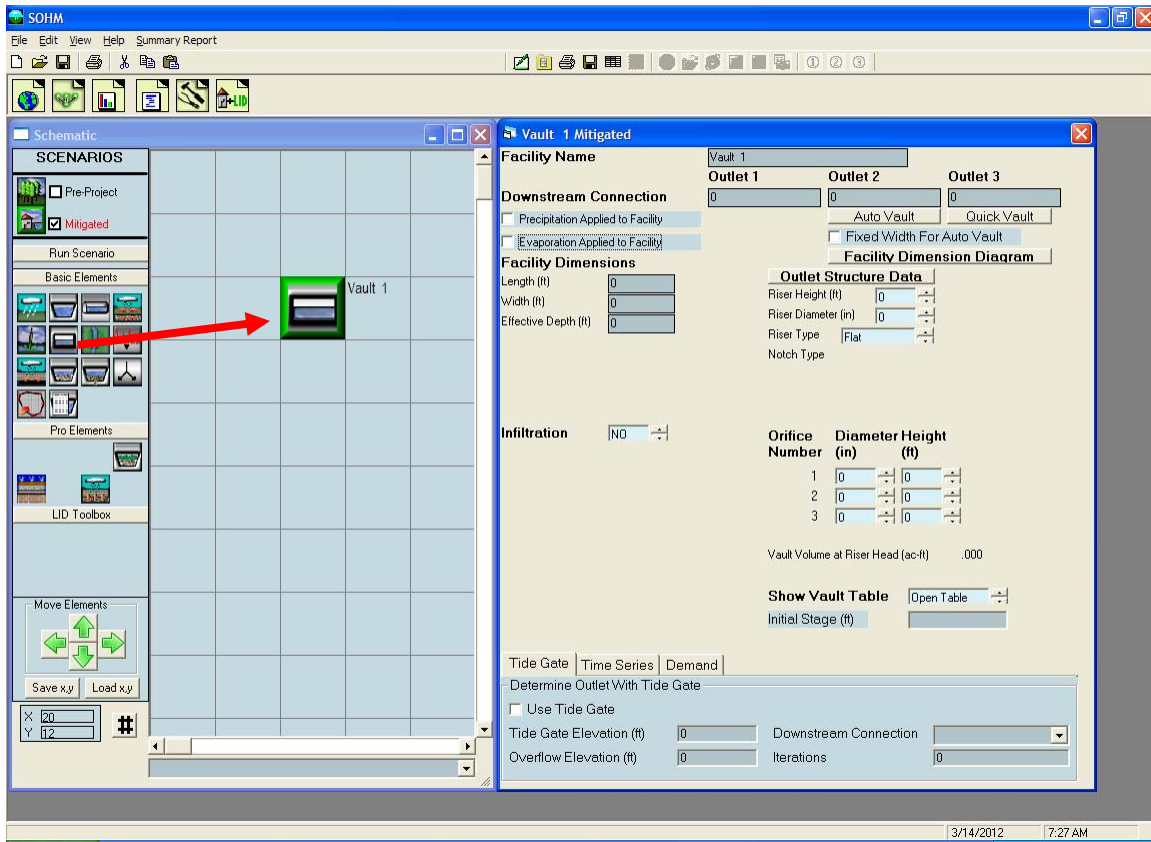 SOHM
File Edit View Help Summary Report
① ② ③
+LID
Schematic
SCENARIOS
Pre-Project
Mitigated
Run Scenario
Basic Elements
Pro Elements
LID Toolbox
Move Elements
Save x,y Load x,y
X 20
Y 12
#
Vault 1
Vault 1 Mitigated
Facility Name Vault 1
Outlet 1 Outlet 2 Outlet 3
Downstream Connection 0 0 0
Precipitation Applied to Facility Auto Vault Quick Vault
Evaporation Applied to Facility Fixed Width For Auto Vault
Facility Dimensions Facility Dimension Diagram
Length (ft) 0 Outlet Structure Data
Width (ft) 0 Riser Height (ft) 0
Effective Depth (ft) 0 Riser Diameter (in) 0
Riser Type Flat
Notch Type
Infiltration NO
Orifice Diameter Height
Number (in) (ft)
1 0 0
2 0 0
3 0 0
Vault Volume at Riser Head (ac-ft) .000
Show Vault Table Open Table
Initial Stage (ft)
Tide Gate Time Series Demand
Determine Outlet With Tide Gate
Use Tide Gate
Tide Gate Elevation (ft) 0 Downstream Connection
Overflow Elevation (ft) 0 Iterations 0
3/14/2012 7:27 AM